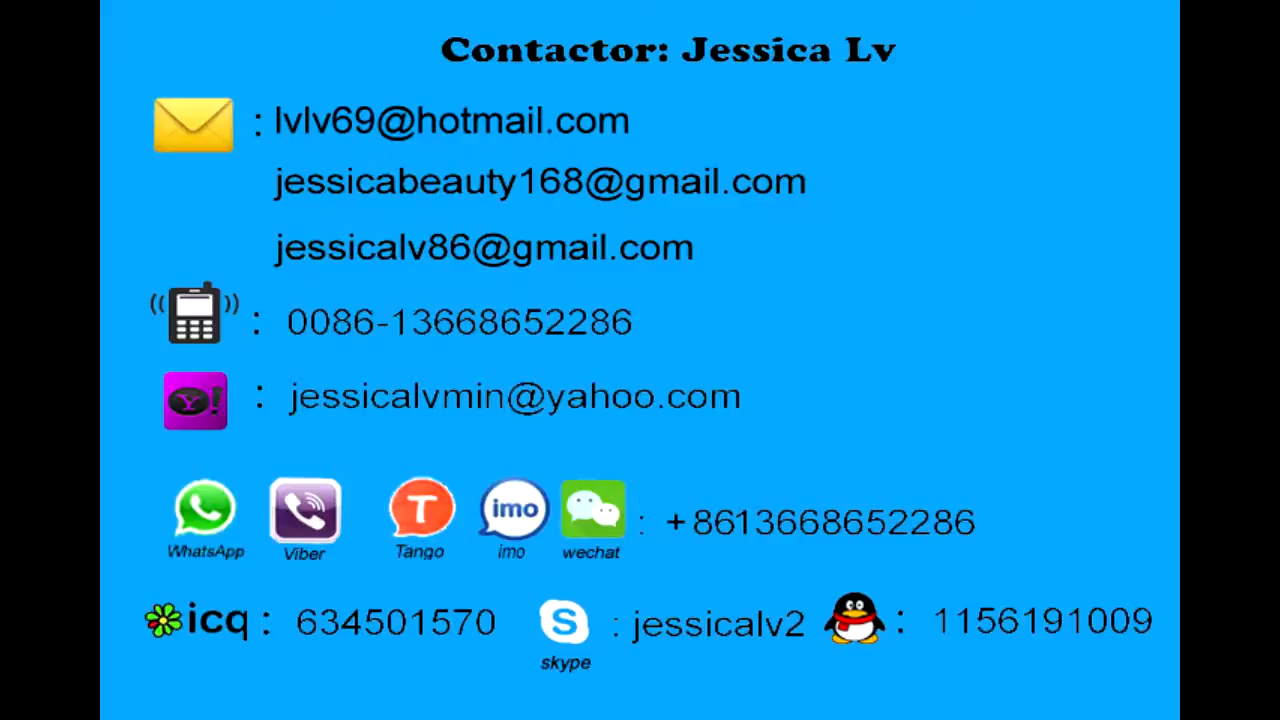 Contactor: Jessica Lv
: lvlv69@hotmail.com
jessicabeauty168@gmail.com
jessicalv86@gmail.com
: 0086-13668652286
Y! : jessicalvmin@yahoo.com
T imo : +8613668652286
WhatsApp Viber Tango imo wechat
icq : 634501570 S : jessicalv2 : 1156191009
skype